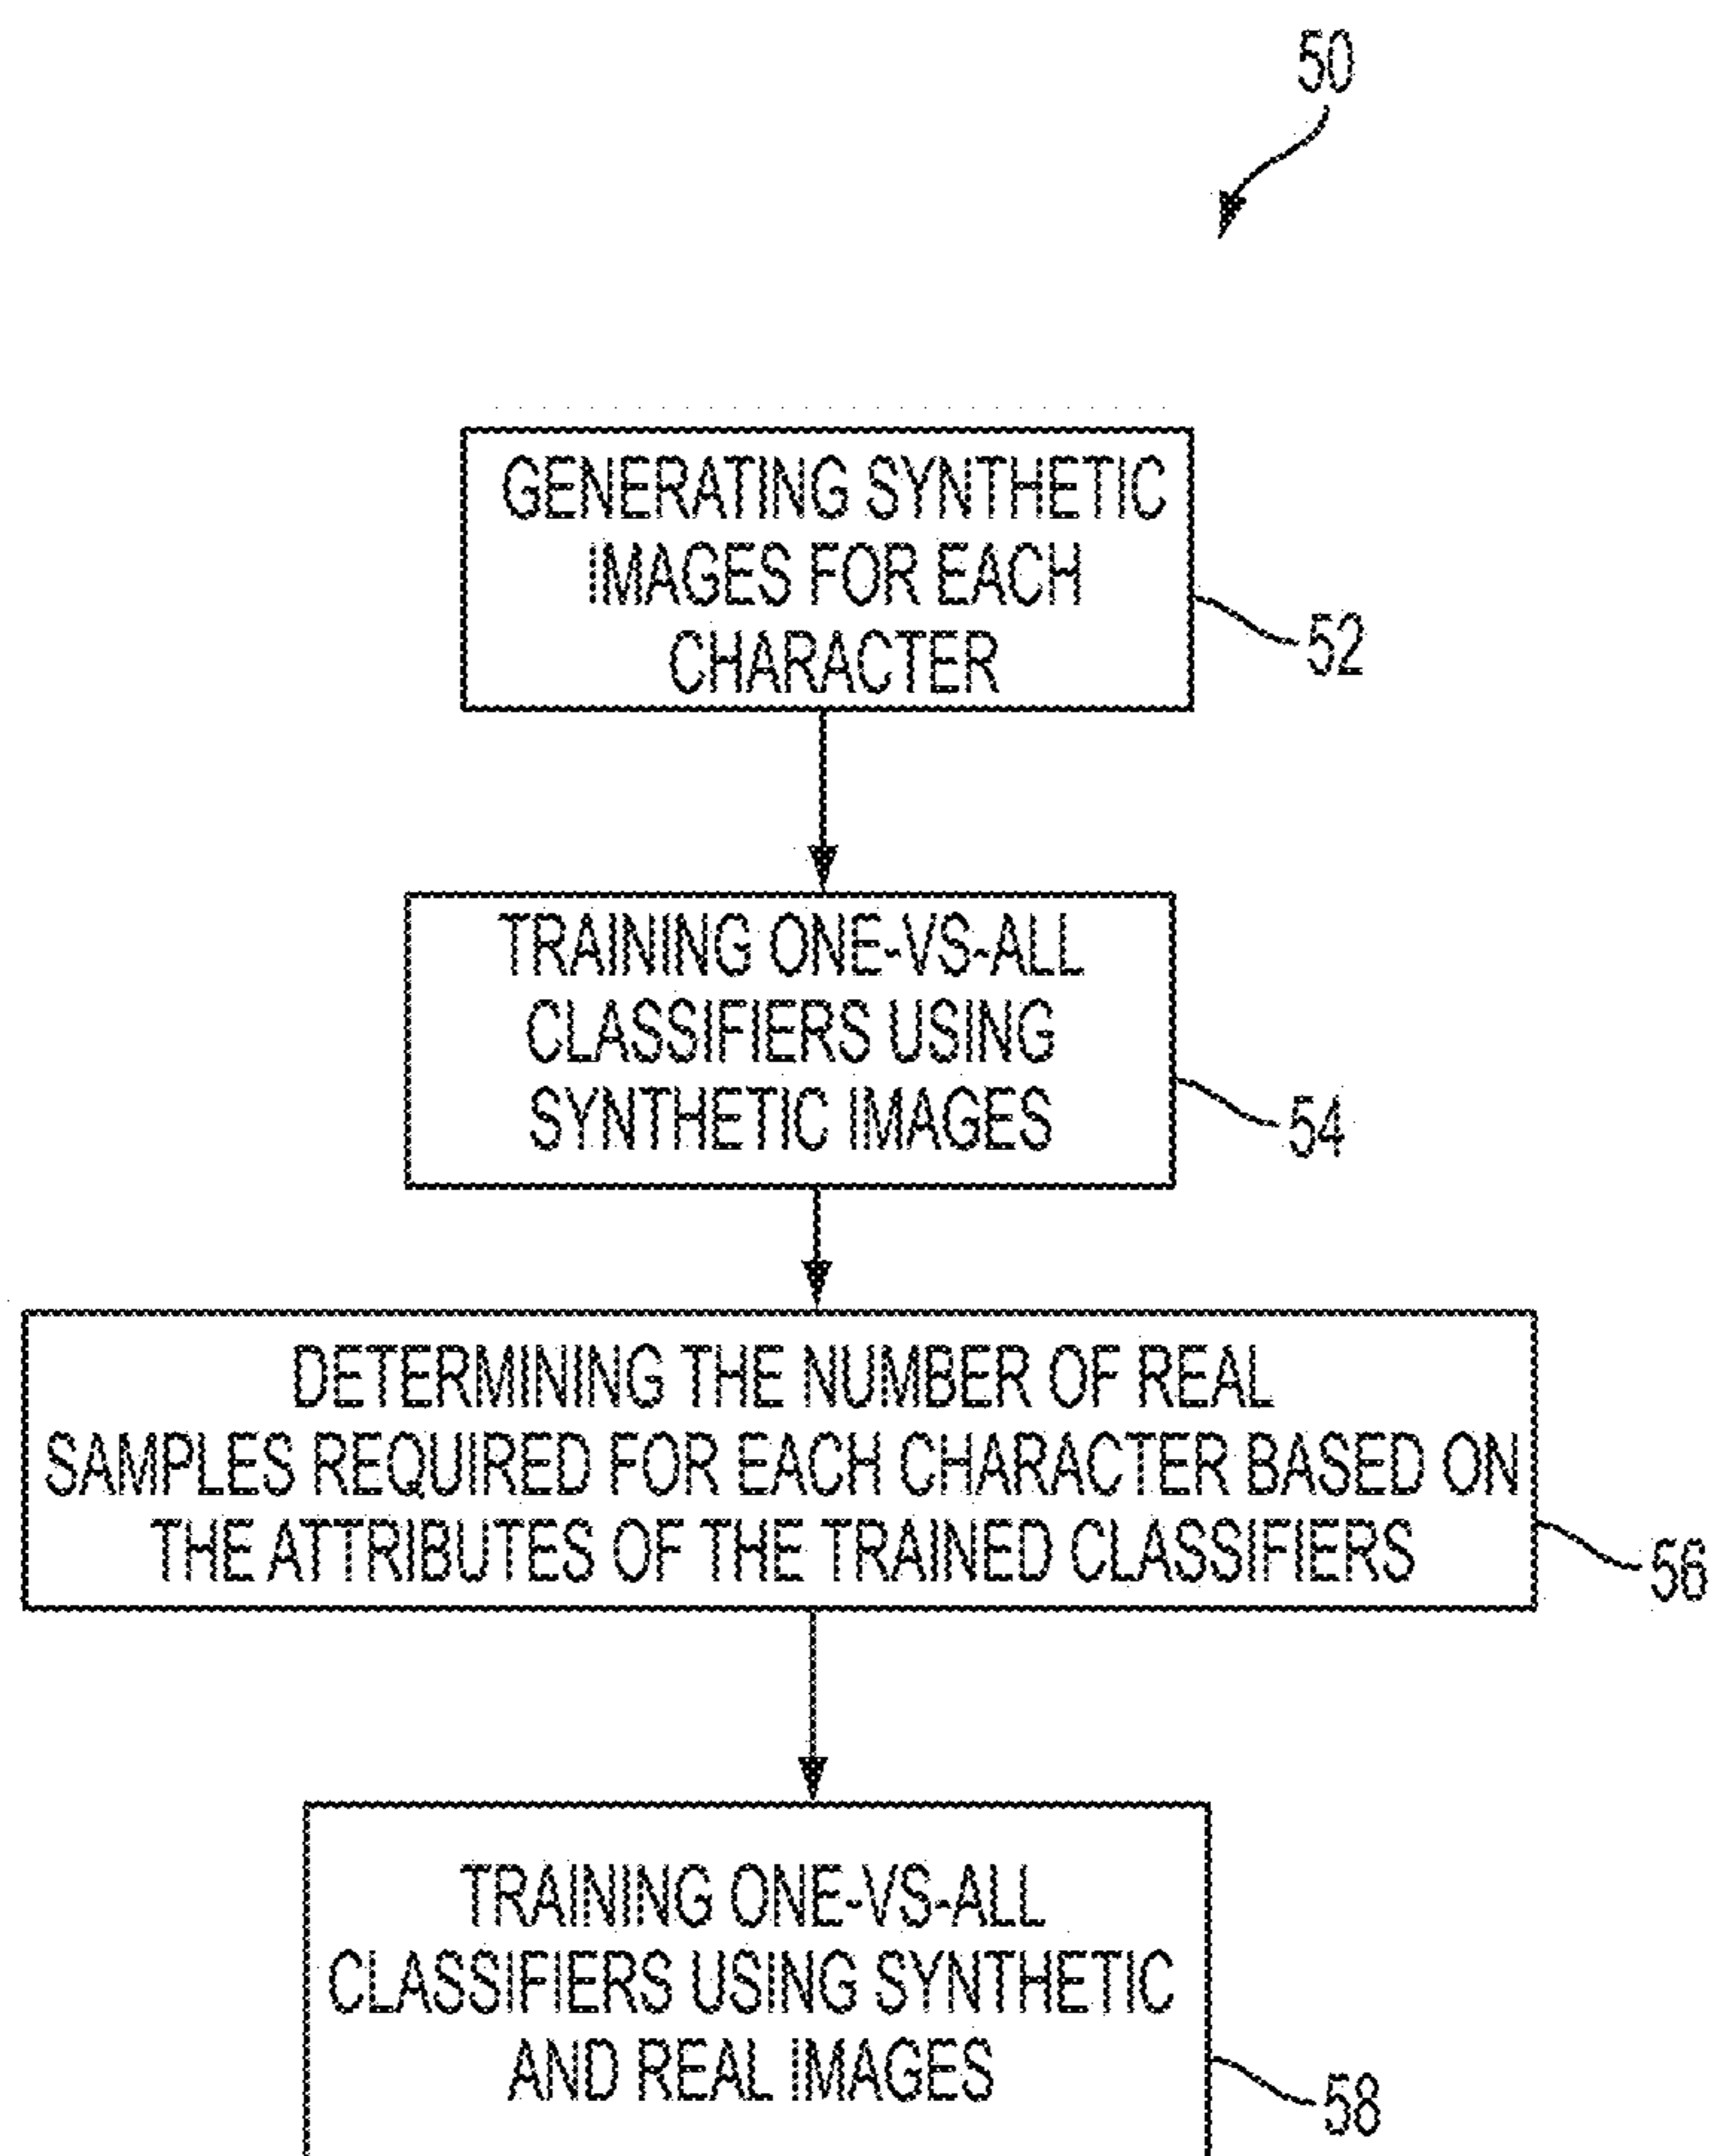 50
GENERATING SYNTHETIC
IMAGES FOR EACH
CHARACTER
52
TRAINING ONE-VS-ALL
CLASSIFIERS USING
SYNTHETIC IMAGES
54
DETERMINING THE NUMBER OF REAL
SAMPLES REQUIRED FOR EACH CHARACTER BASED ON
THE ATTRIBUTES OF THE TRAINED CLASSIFIERS
56
TRAINING ONE-VS-ALL
CLASSIFIERS USING SYNTHETIC
AND REAL IMAGES
58